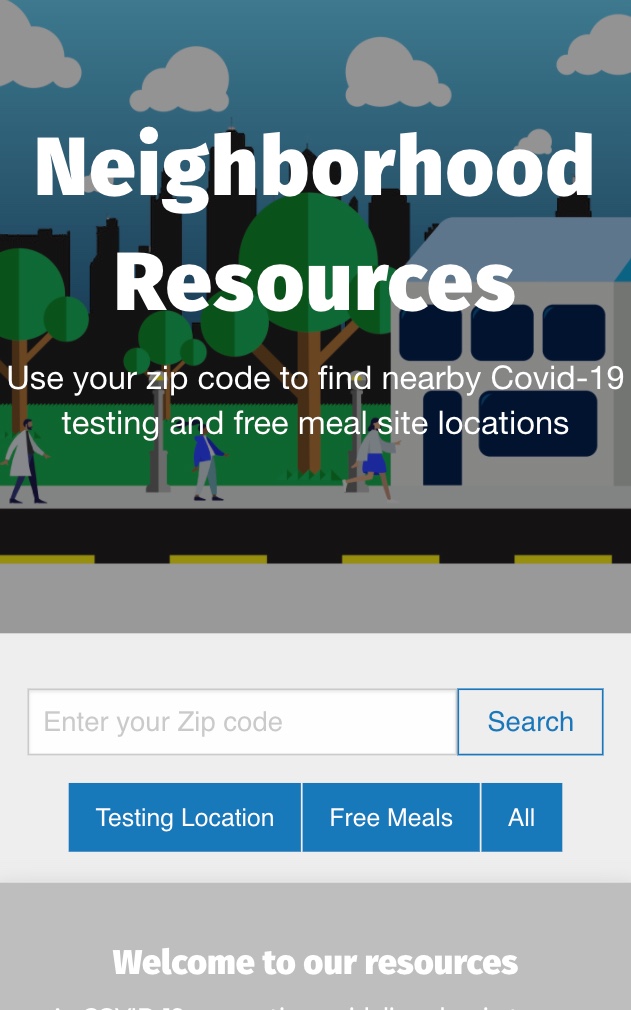 Neighborhood
Resources
Use your zip code to find nearby Covid-19
testing and free meal site locations
Enter your Zip code
Search
Testing Location
Free Meals
All
Welcome to our resources